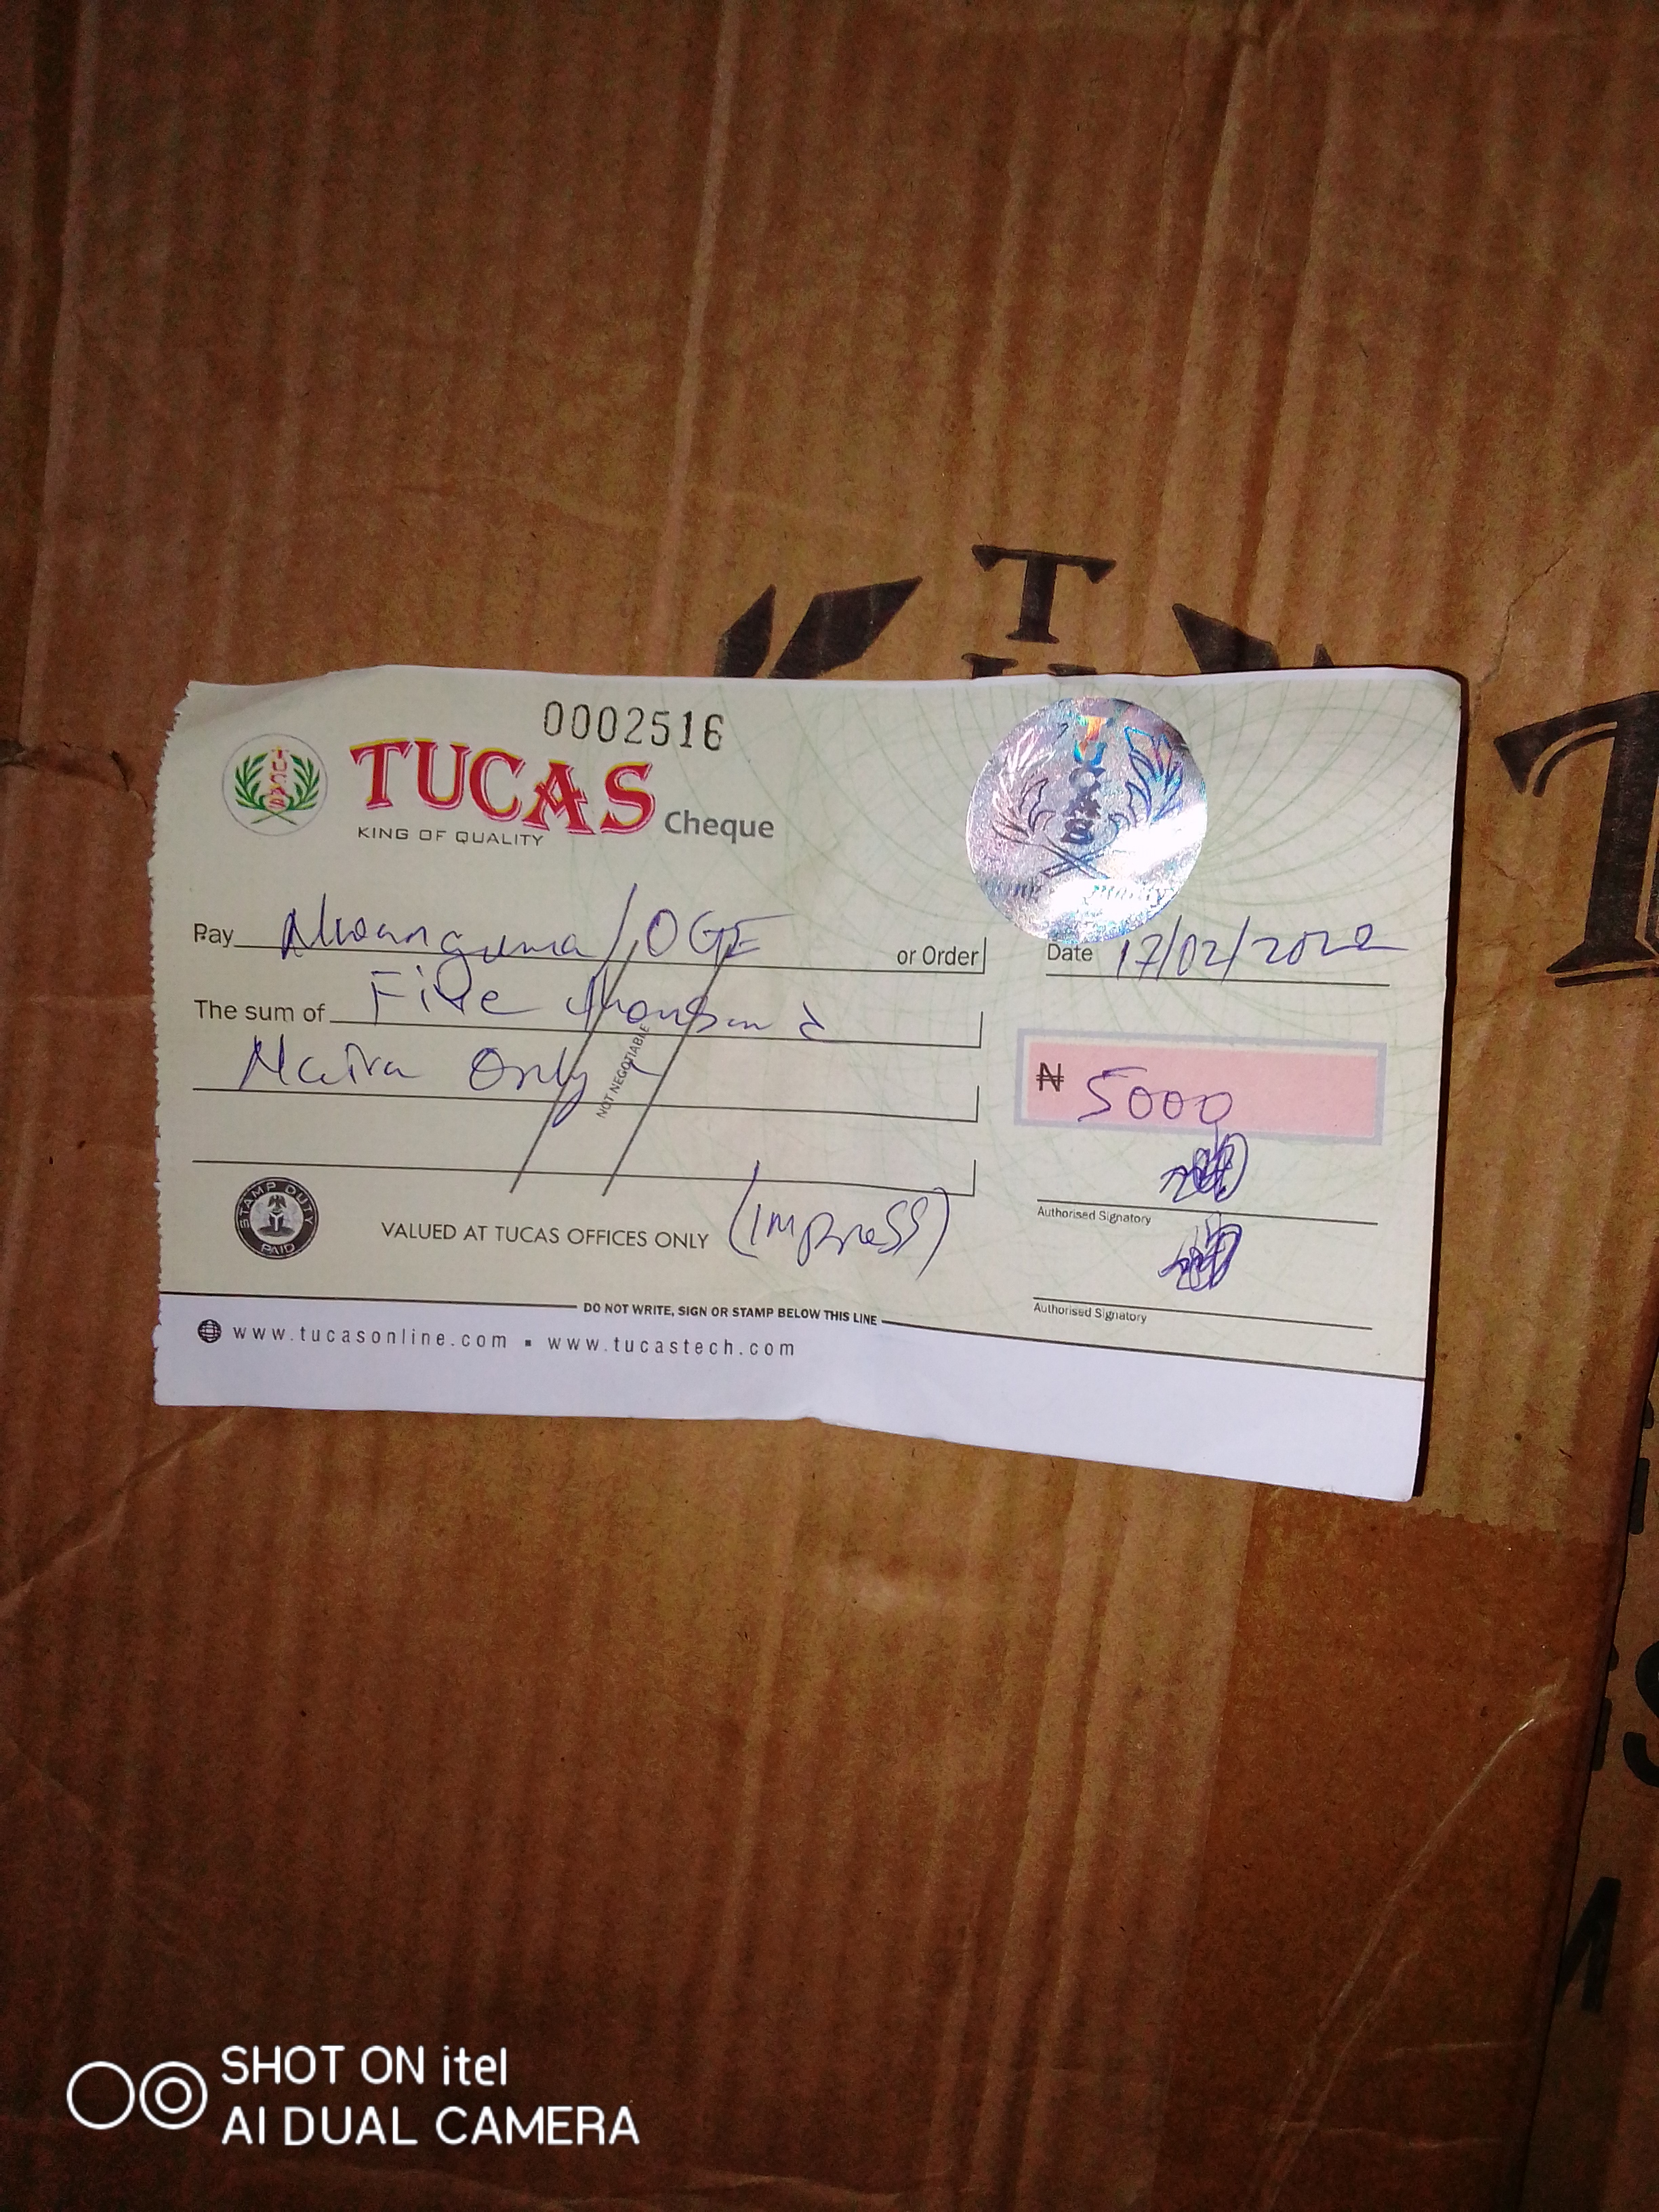 0002516
TUCAS
KING OF QUALITY
Cheque
Pay Nwanguma / OGE or Order
Date 17/02/2022
The sum of Five thousand
Naira Only
NOT NEGOTIABLE
₦ 5000
Authorised Signatory
STAMP DUTY
PAID
VALUED AT TUCAS OFFICES ONLY (Impress)
Authorised Signatory
DO NOT WRITE, SIGN OR STAMP BELOW THIS LINE
www.tucasonline.com ▪ www.tucastech.com
SHOT ON itel
AI DUAL CAMERA